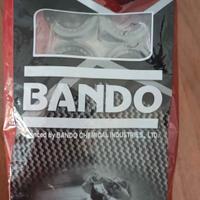 BANDO
by BANDO CHEMICAL INDUSTRIES., LTD.